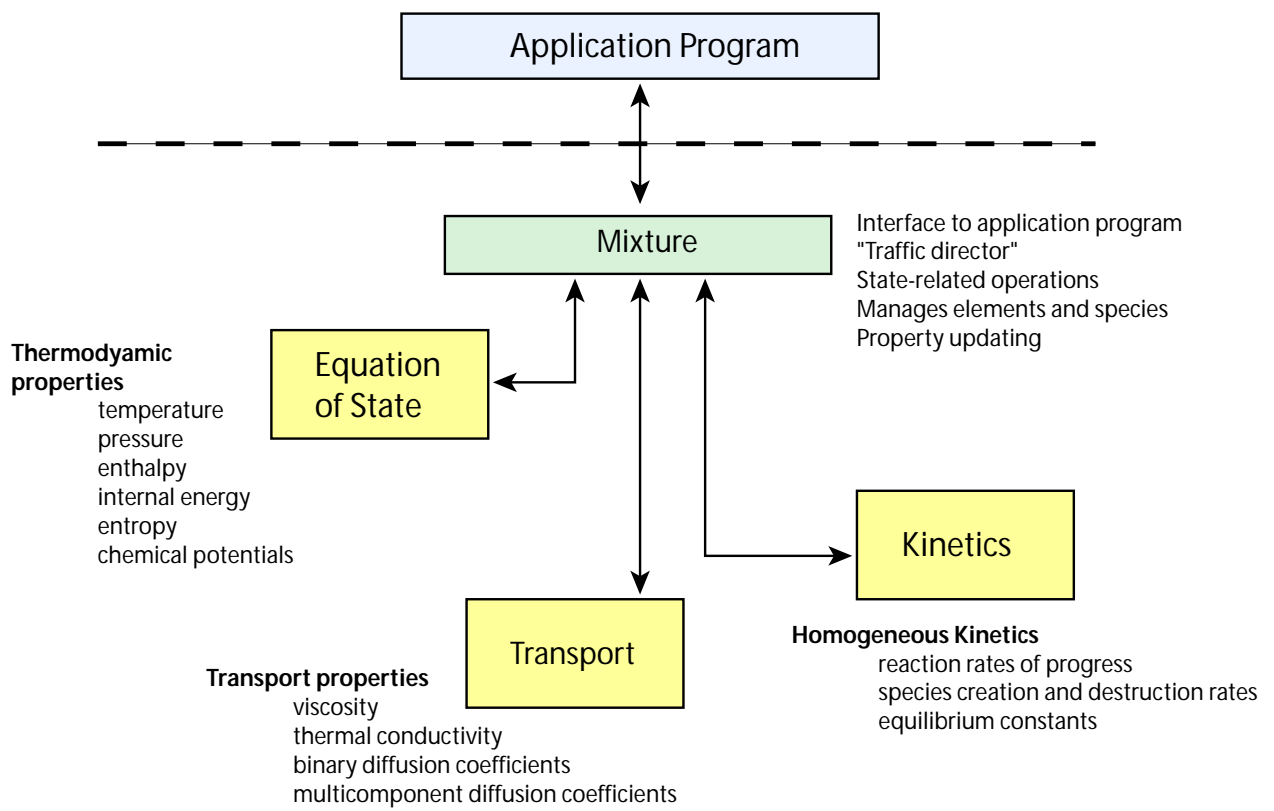 Application Program
Mixture
Interface to application program
"Traffic director"
State-related operations
Manages elements and species
Property updating
Thermodyamic
properties
temperature
pressure
enthalpy
internal energy
entropy
chemical potentials
Equation
of State
Kinetics
Homogeneous Kinetics
reaction rates of progress
species creation and destruction rates
equilibrium constants
Transport
Transport properties
viscosity
thermal conductivity
binary diffusion coefficients
multicomponent diffusion coefficients